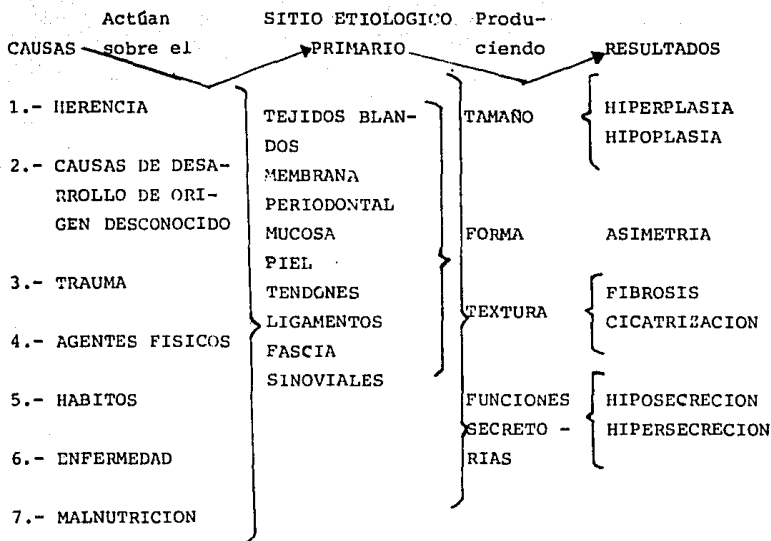 Actúan
SITIO ETIOLOGICO
Produ-
CAUSAS
sobre el
PRIMARIO
ciendo
RESULTADOS
1.- HERENCIA
2.- CAUSAS DE DESA-
RROLLO DE ORI-
GEN DESCONOCIDO
3.- TRAUMA
4.- AGENTES FISICOS
5.- HABITOS
6.- ENFERMEDAD
7.- MALNUTRICION
TEJIDOS BLAN-
DOS
MEMBRANA
PERIODONTAL
MUCOSA
PIEL
TENDONES
LIGAMENTOS
FASCIA
SINOVIALES
TAMAÑO
HIPERPLASIA
HIPOPLASIA
FORMA
ASIMETRIA
TEXTURA
FIBROSIS
CICATRIZACION
FUNCIONES
SECRETO -
RIAS
HIPOSECRECION
HIPERSECRECION